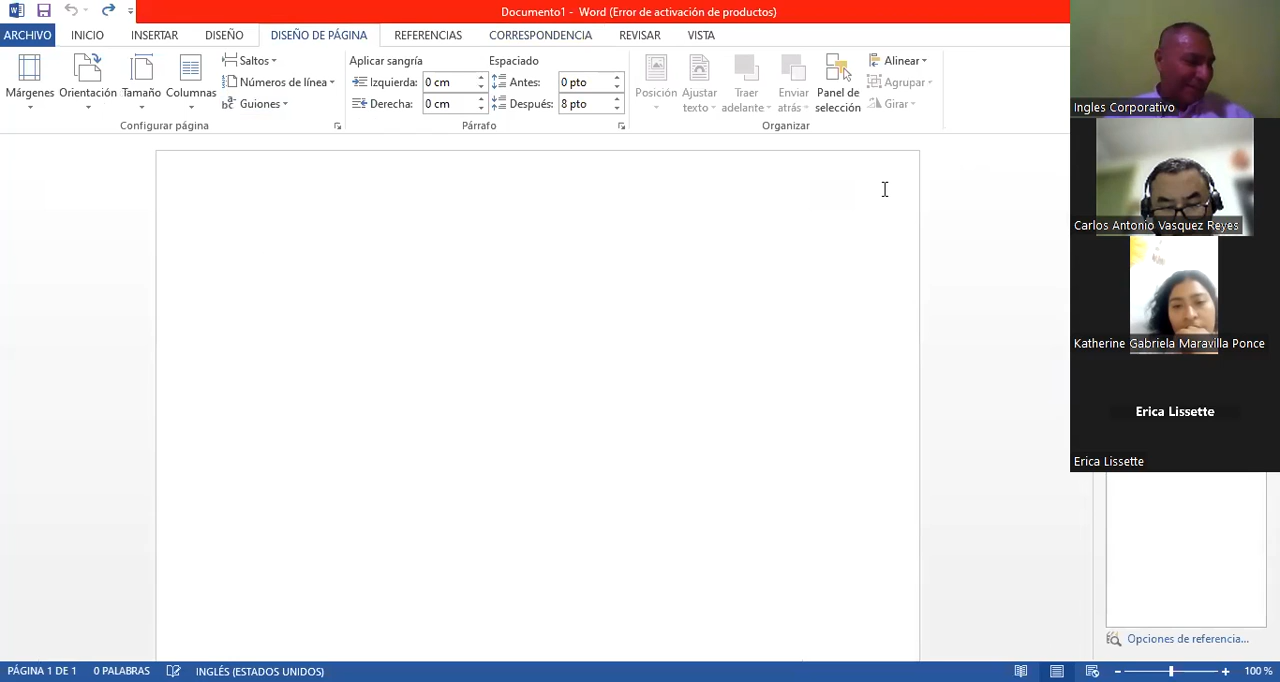 Documento1 - Word (Error de activación de productos)
ARCHIVO INICIO INSERTAR DISEÑO DISEÑO DE PÁGINA REFERENCIAS CORRESPONDENCIA REVISAR VISTA
Márgenes
Orientación
Tamaño
Columnas
Saltos
Números de línea
Guiones
Configurar página
Aplicar sangría
Izquierda: 0 cm
Derecha: 0 cm
Espaciado
Antes: 0 pto
Después: 8 pto
Párrafo
Posición
Ajustar
texto
Traer
adelante
Enviar
atrás
Panel de
selección
Alinear
Agrupar
Girar
Organizar
Ingles Corporativo
Carlos Antonio Vasquez Reyes
Katherine Gabriela Maravilla Ponce
Erica Lissette
Erica Lissette
Opciones de referencia...
PÁGINA 1 DE 1 0 PALABRAS INGLÉS (ESTADOS UNIDOS) 100 %